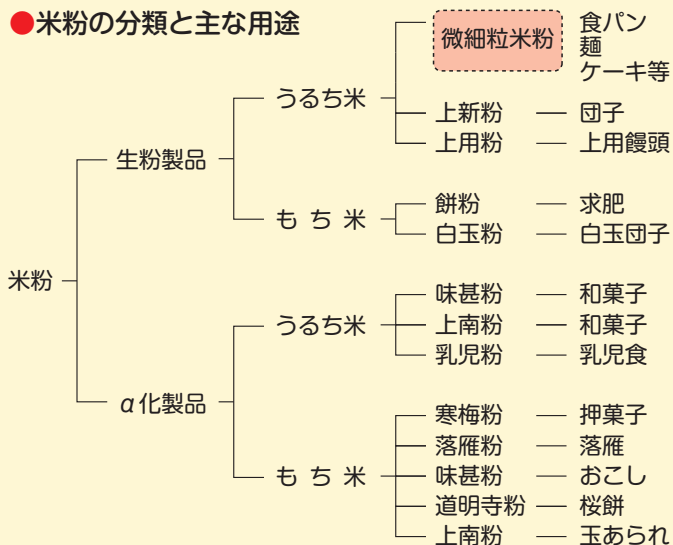 ●米粉の分類と主な用途
米粉
生粉製品
うるち米
微細粒米粉
食パン
麺
ケーキ等
上新粉 — 団子
上用粉 — 上用饅頭
もち米
餅粉 — 求肥
白玉粉 — 白玉団子
α化製品
うるち米
味甚粉 — 和菓子
上南粉 — 和菓子
乳児粉 — 乳児食
もち米
寒梅粉 — 押菓子
落雁粉 — 落雁
味甚粉 — おこし
道明寺粉 — 桜餅
上南粉 — 玉あられ